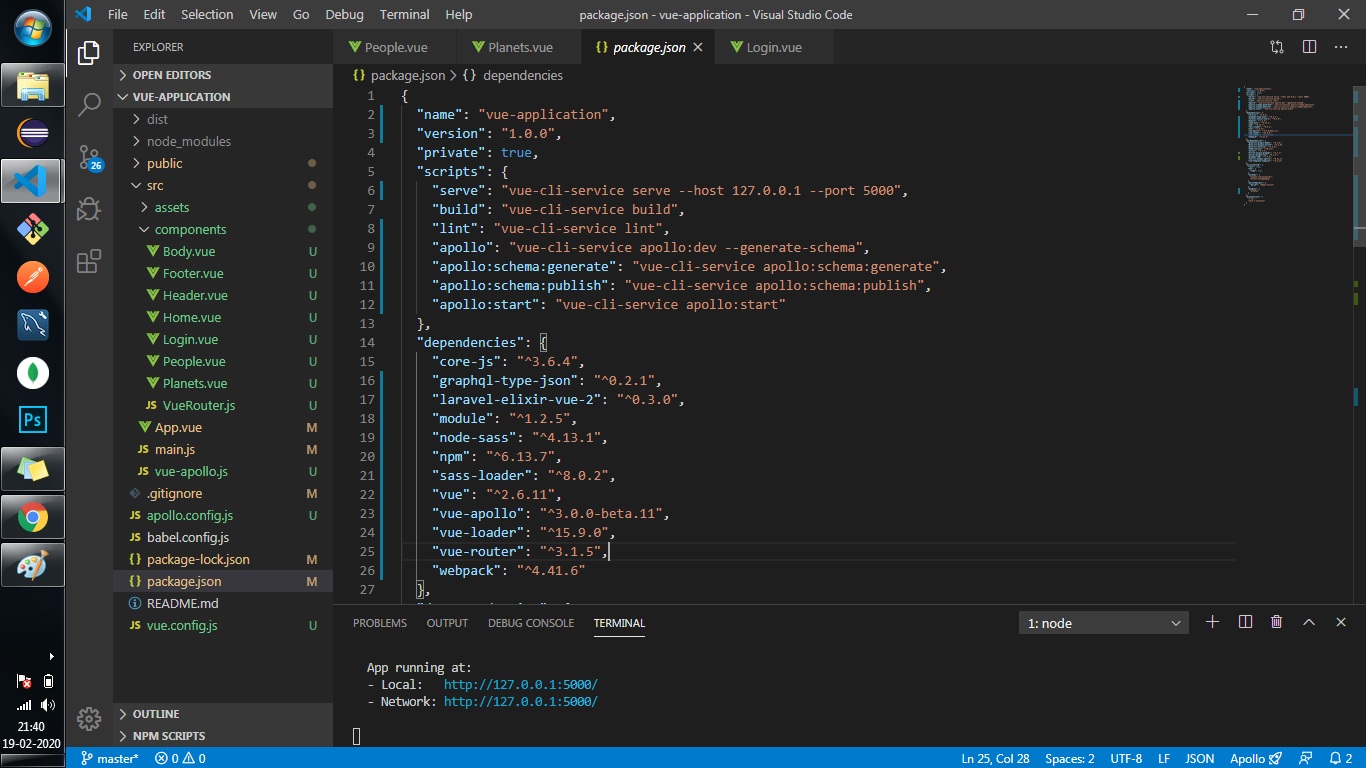 File Edit Selection View Go Debug Terminal Help
package.json - vue-application - Visual Studio Code
EXPLORER
OPEN EDITORS
VUE-APPLICATION
dist
node_modules
public
src
assets
components
Body.vue U
Footer.vue U
Header.vue U
Home.vue U
Login.vue U
People.vue U
Planets.vue U
JS VueRouter.js U
App.vue M
JS main.js M
JS vue-apollo.js U
.gitignore M
JS apollo.config.js U
JS babel.config.js
{} package-lock.json M
{} package.json M
README.md
JS vue.config.js U
OUTLINE
NPM SCRIPTS
26
Ps
21:40
19-02-2020
People.vue Planets.vue {} package.json Login.vue
{} package.json > {} dependencies
1 {
2 "name": "vue-application",
3 "version": "1.0.0",
4 "private": true,
5 "scripts": {
6 "serve": "vue-cli-service serve --host 127.0.0.1 --port 5000",
7 "build": "vue-cli-service build",
8 "lint": "vue-cli-service lint",
9 "apollo": "vue-cli-service apollo:dev --generate-schema",
10 "apollo:schema:generate": "vue-cli-service apollo:schema:generate",
11 "apollo:schema:publish": "vue-cli-service apollo:schema:publish",
12 "apollo:start": "vue-cli-service apollo:start"
13 },
14 "dependencies": {
15 "core-js": "^3.6.4",
16 "graphql-type-json": "^0.2.1",
17 "laravel-elixir-vue-2": "^0.3.0",
18 "module": "^1.2.5",
19 "node-sass": "^4.13.1",
20 "npm": "^6.13.7",
21 "sass-loader": "^8.0.2",
22 "vue": "^2.6.11",
23 "vue-apollo": "^3.0.0-beta.11",
24 "vue-loader": "^15.9.0",
25 "vue-router": "^3.1.5",
26 "webpack": "^4.41.6"
27 },
PROBLEMS OUTPUT DEBUG CONSOLE TERMINAL
1: node
App running at:
- Local: http://127.0.0.1:5000/
- Network: http://127.0.0.1:5000/
master* 0 0
Ln 25, Col 28 Spaces: 2 UTF-8 LF JSON Apollo 2